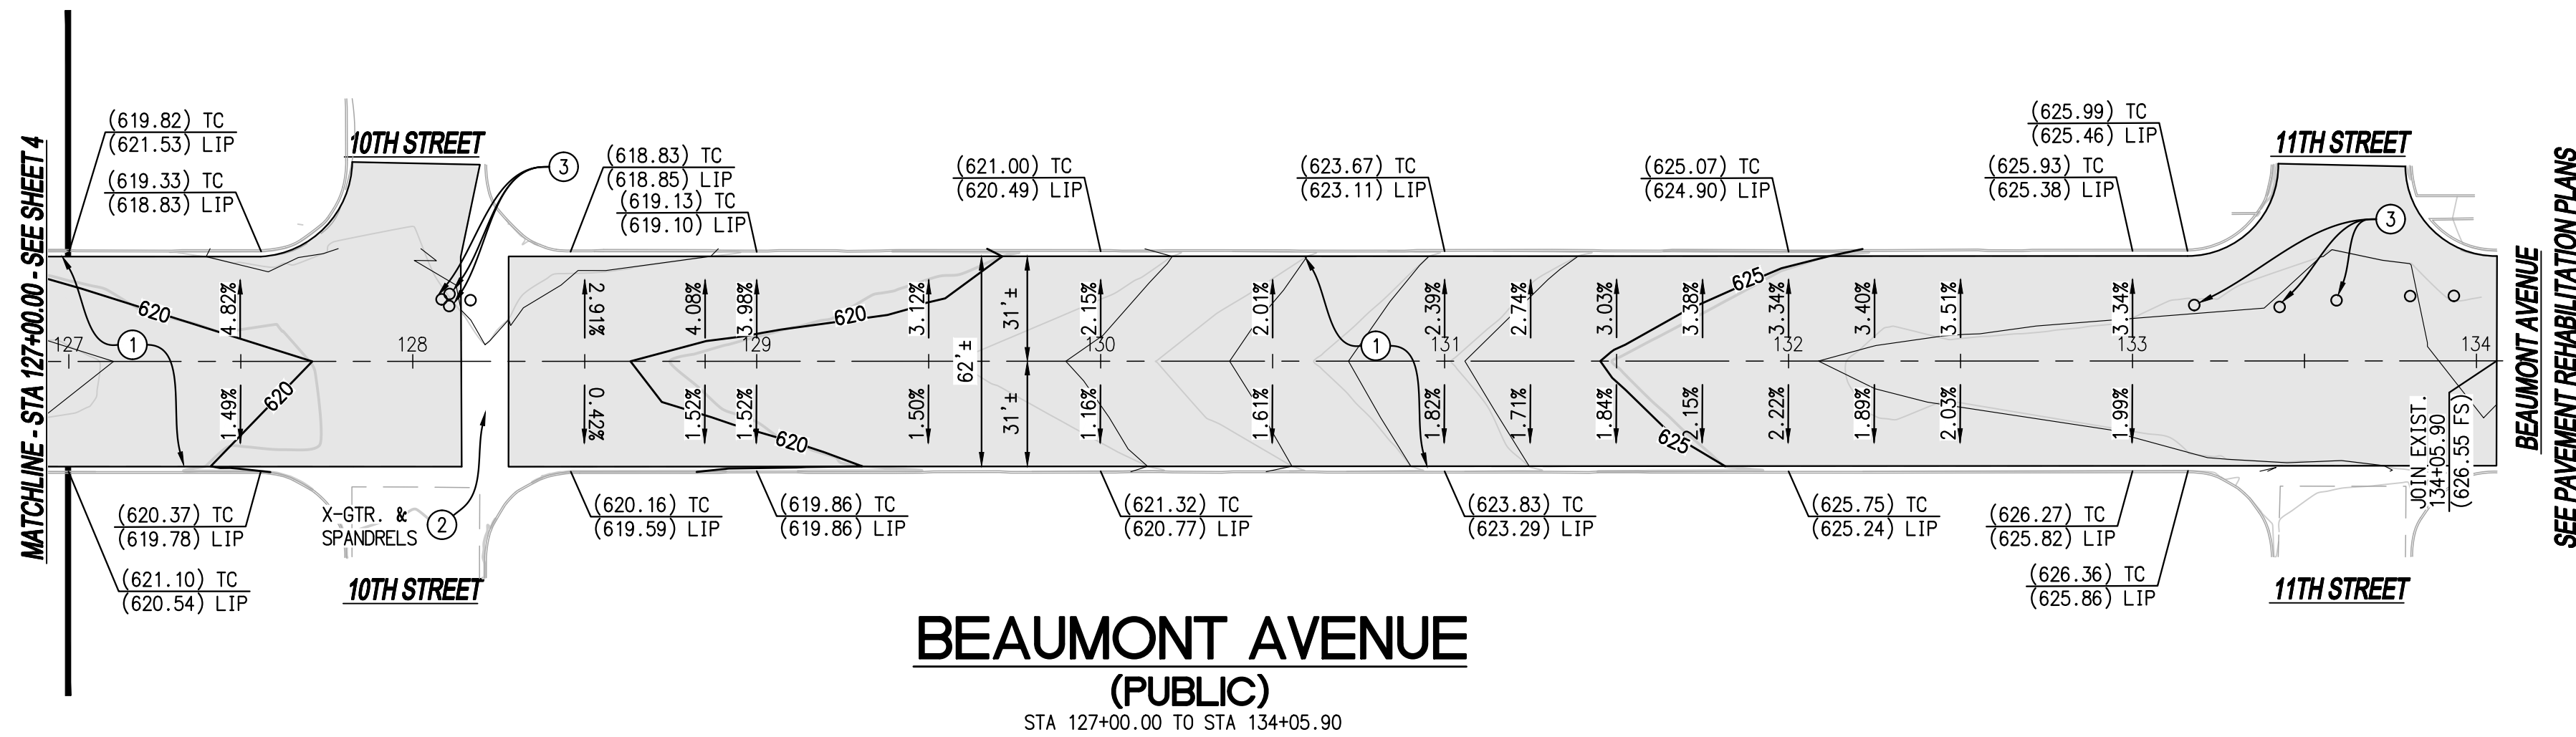 MATCHLINE - STA 127+00.00 - SEE SHEET 4
(619.82) TC
(621.53) LIP
(619.33) TC
(618.83) LIP
10TH STREET
3
(618.83) TC
(618.85) LIP
(619.13) TC
(619.10) LIP
(621.00) TC
(620.49) LIP
(623.67) TC
(623.11) LIP
(625.07) TC
(624.90) LIP
(625.99) TC
(625.46) LIP
(625.93) TC
(625.38) LIP
11TH STREET
3
620
4.82%
2.91%
4.08%
3.98%
620
3.12%
31'±
2.15%
2.01%
2.39%
2.74%
3.03%
3.38%
625
3.34%
3.40%
3.51%
3.34%
127
1
128
129
62'±
130
1
131
132
133
134
1.49%
620
0.42%
1.52%
1.52%
620
1.50%
31'±
1.16%
1.61%
1.82%
1.71%
1.84%
625
2.15%
2.22%
1.89%
2.03%
1.99%
JOIN EXIST.
134+05.90
(626.55 FS)
BEAUMONT AVENUE
SEE PAVEMENT REHABILITATION PLANS
(620.37) TC
(619.78) LIP
(621.10) TC
(620.54) LIP
X-GTR. &
SPANDRELS
2
10TH STREET
(620.16) TC
(619.59) LIP
(619.86) TC
(619.86) LIP
(621.32) TC
(620.77) LIP
(623.83) TC
(623.29) LIP
(625.75) TC
(625.24) LIP
(626.27) TC
(625.82) LIP
(626.36) TC
(625.86) LIP
11TH STREET
BEAUMONT AVENUE
(PUBLIC)
STA 127+00.00 TO STA 134+05.90